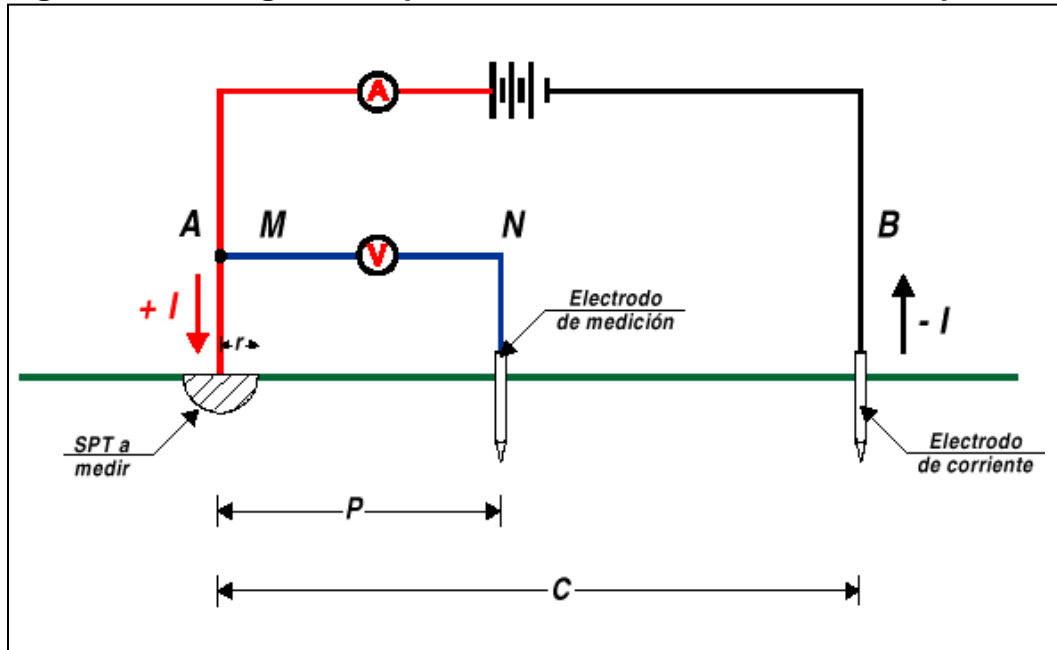 A
A M
V
N
B
+ I
r
Electrodo
de medición
- I
SPT a
medir
Electrodo
de corriente
P
C